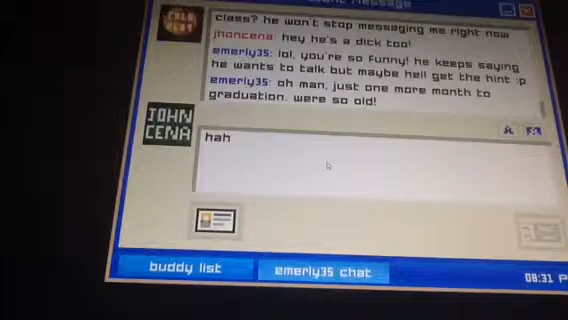 class? he won't stop messaging me right now
jhoncena: hey he's a dick too!
emerly35: lol, you're so funny! he keeps saying
he wants to talk but maybe hell get the hint :p
emerly35: oh man, just one more month to
graduation. were so old!
JOHN
CENA
hah
buddy list
emerly35 chat
08:31 P